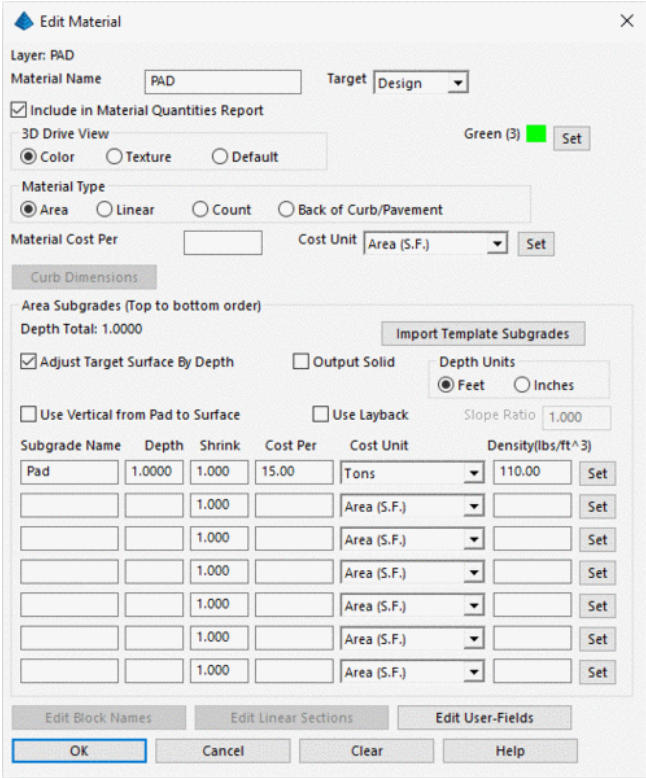 Edit Material
Layer: PAD
Material Name PAD Target Design
Include in Material Quantities Report
3D Drive View Green (3) Set
Color Texture Default
Material Type
Area Linear Count Back of Curb/Pavement
Material Cost Per Cost Unit Area (S.F.) Set
Curb Dimensions
Area Subgrades (Top to bottom order)
Depth Total: 1.0000 Import Template Subgrades
Adjust Target Surface By Depth Output Solid Depth Units
Feet Inches
Use Vertical from Pad to Surface Use Layback Slope Ratio 1.000
Subgrade Name Depth Shrink Cost Per Cost Unit Density(lbs/ft^3)
Pad 1.0000 1.000 15.00 Tons 110.00 Set
1.000 Area (S.F.) Set
1.000 Area (S.F.) Set
1.000 Area (S.F.) Set
1.000 Area (S.F.) Set
1.000 Area (S.F.) Set
1.000 Area (S.F.) Set
Edit Block Names Edit Linear Sections Edit User-Fields
OK Cancel Clear Help